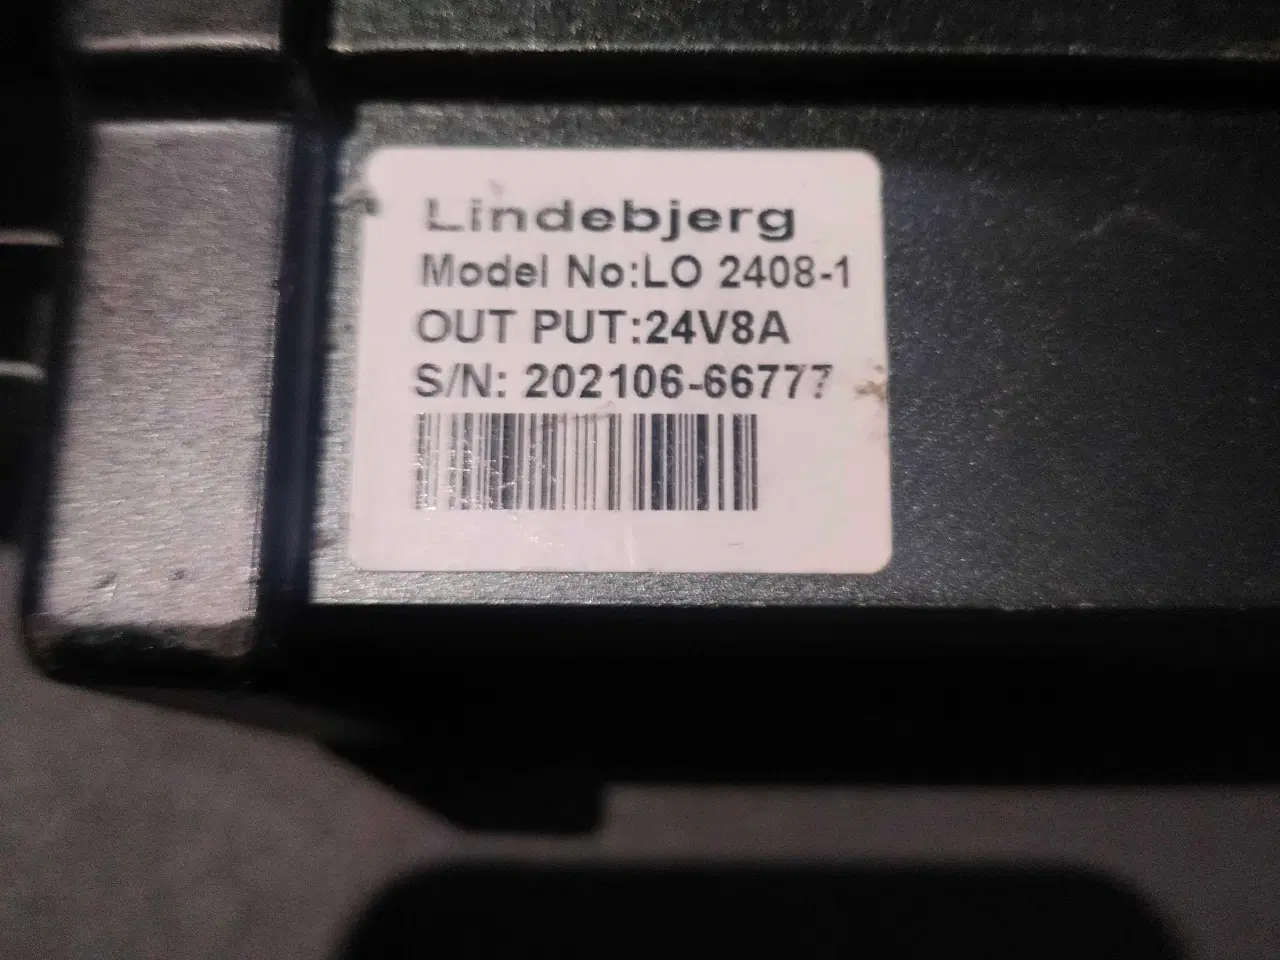 Lindebjerg
Model No:LO 2408-1
OUT PUT:24V8A
S/N: 202106-66777